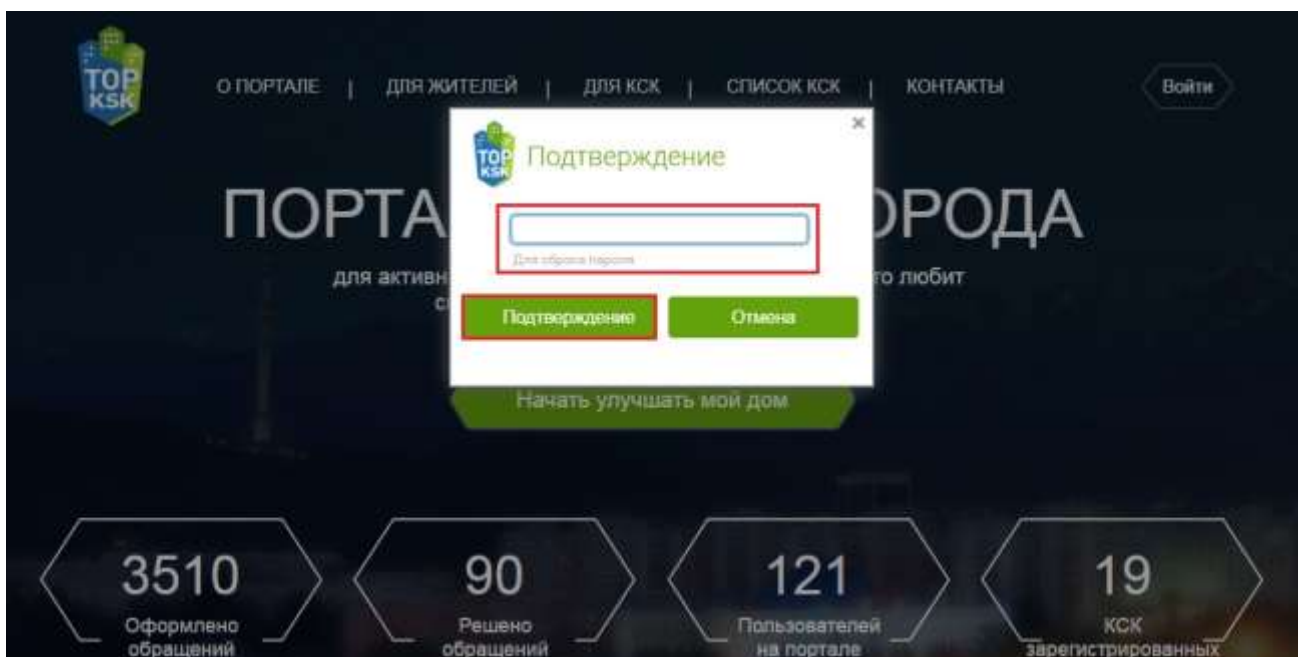 TOP
KSK
О ПОРТАЛЕ | ДЛЯ ЖИТЕЛЕЙ | ДЛЯ КСК | СПИСОК КСК | КОНТАКТЫ
Войти
×
TOP
KSK
Подтверждение
ПОРТА
ОРОДА
Для сброса пароля
для активн
го любит
Подтверждение
Отмена
Начать улучшать мой дом
3510
Оформлено
обращений
90
Решено
обращений
121
Пользователей
на портале
19
КСК
зарегистрированных